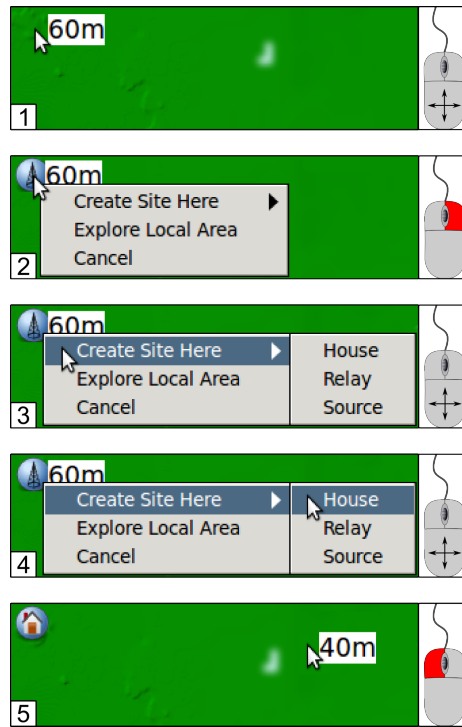 60m
1
60m
Create Site Here
Explore Local Area
Cancel
2
60m
Create Site Here House
Explore Local Area Relay
Cancel Source
3
60m
Create Site Here House
Explore Local Area Relay
Cancel Source
4
40m
5